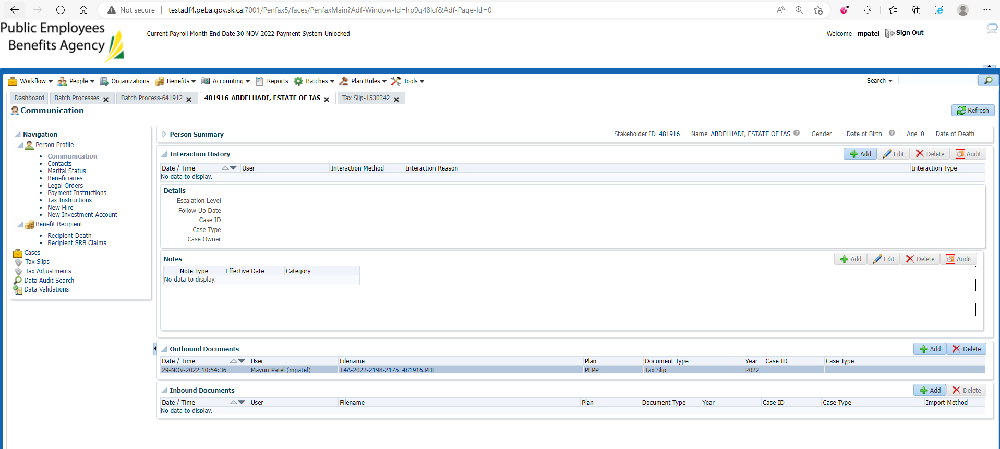 Not secure | testadf4.peba.gov.sk.ca:7001/Penfax5/faces/PenfaxMain?Adf-Window-Id=hp9q48lcf&Adf-Page-Id=0
Public Employees
Benefits Agency
Current Payroll Month End Date 30-NOV-2022 Payment System Unlocked
Welcome mpatel Sign Out
Workflow People Organizations Benefits Accounting Reports Batches Plan Rules Tools Search
Dashboard Batch Processes Batch Process-641912 481916-ABDELHADI, ESTATE OF IAS Tax Slip-1530342
Communication Refresh
Navigation
Person Profile
• Communication
• Contacts
• Marital Status
• Beneficiaries
• Legal Orders
• Payment Instructions
• Tax Instructions
• New Hire
• New Investment Account
Benefit Recipient
• Recipient Death
• Recipient SRB Claims
Cases
Tax Slips
Tax Adjustments
Data Audit Search
Data Validations
Person Summary Stakeholder ID 481916 Name ABDELHADI, ESTATE OF IAS Gender Date of Birth Age 0 Date of Death
Interaction History Add Edit Delete Audit
Date / Time User Interaction Method Interaction Reason Interaction Type
No data to display.
Details
Escalation Level
Follow-Up Date
Case ID
Case Type
Case Owner
Notes Add Edit Delete Audit
Note Type Effective Date Category
No data to display.
Outbound Documents Add Delete
Date / Time User Filename Plan Document Type Year Case ID Case Type
29-NOV-2022 10:54:36 Mayuri Patel (mpatel) T4A-2022-2198-2175_481916.PDF PEPP Tax Slip 2022
Inbound Documents Add Delete
Date / Time User Filename Plan Document Type Year Case ID Case Type Import Method
No data to display.